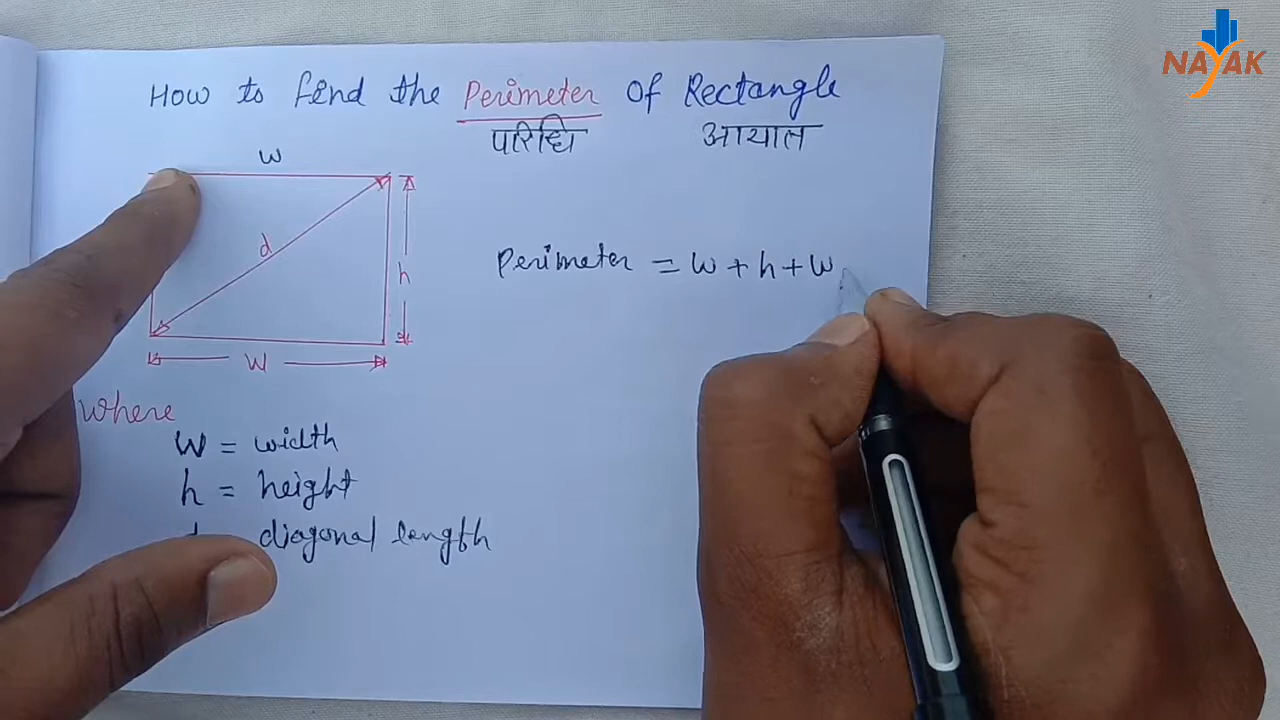 NAYAK
How to find the Perimeter of Rectangle
परिधि आयात
w
d
h
W
Perimeter = w + h + w
where
W = width
h = height
diagonal length